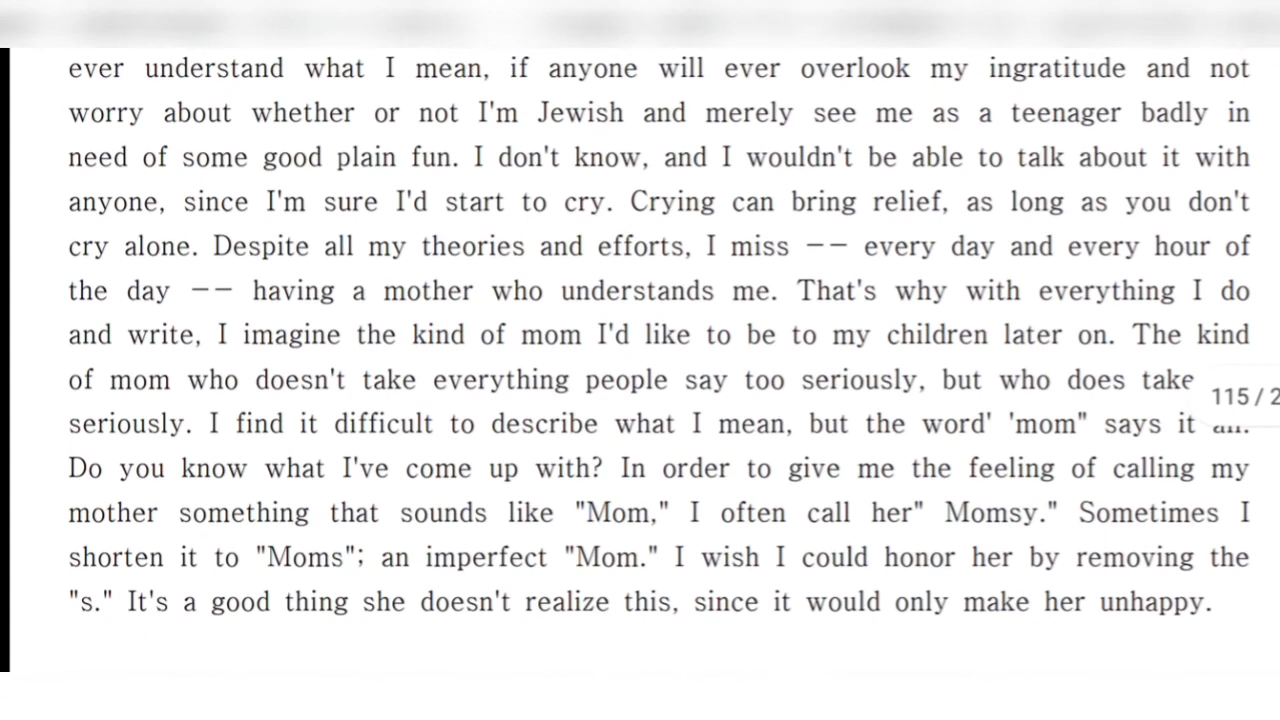 ever understand what I mean, if anyone will ever overlook my ingratitude and not
worry about whether or not I'm Jewish and merely see me as a teenager badly in
need of some good plain fun. I don't know, and I wouldn't be able to talk about it with
anyone, since I'm sure I'd start to cry. Crying can bring relief, as long as you don't
cry alone. Despite all my theories and efforts, I miss -- every day and every hour of
the day -- having a mother who understands me. That's why with everything I do
and write, I imagine the kind of mom I'd like to be to my children later on. The kind
of mom who doesn't take everything people say too seriously, but who does take
115 / 2
seriously. I find it difficult to describe what I mean, but the word' 'mom" says it
Do you know what I've come up with? In order to give me the feeling of calling my
mother something that sounds like "Mom," I often call her" Momsy." Sometimes I
shorten it to "Moms"; an imperfect "Mom." I wish I could honor her by removing the
"s." It's a good thing she doesn't realize this, since it would only make her unhappy.